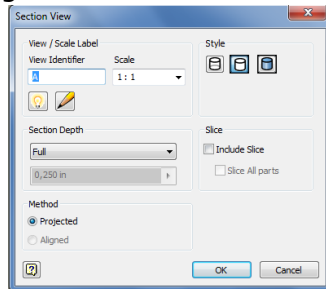 Section View
View / Scale Label
View Identifier
Scale
A
1 : 1
Style
Section Depth
Full
0,250 in
Slice
Include Slice
Slice All parts
Method
Projected
Aligned
?
OK
Cancel